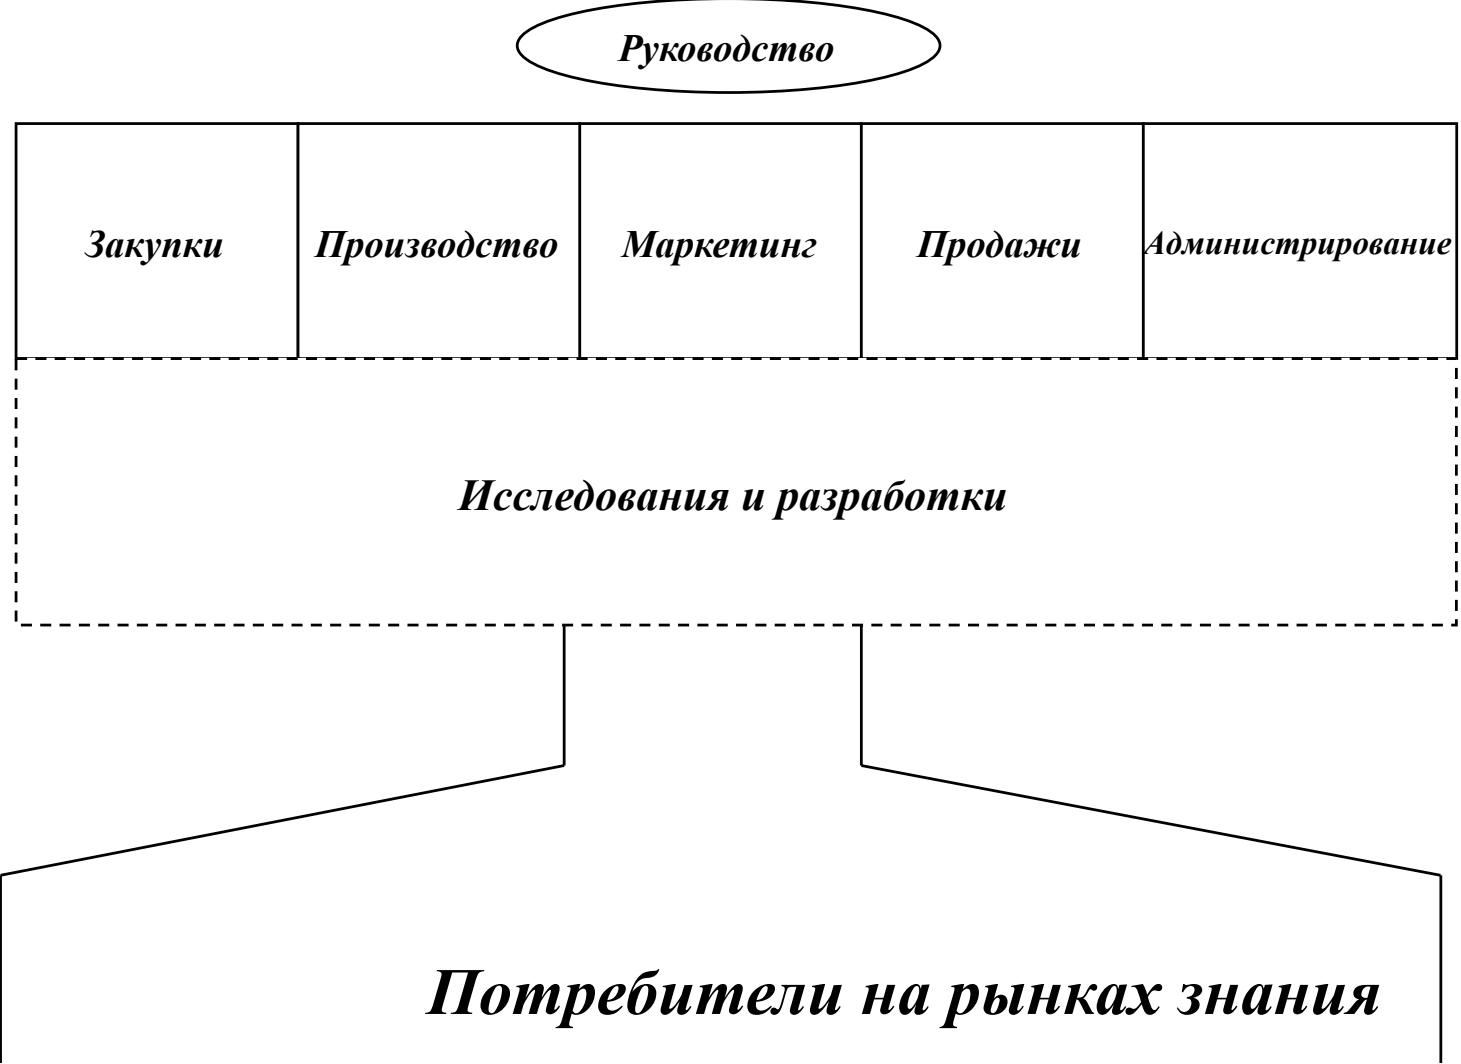 Руководство
Закупки
Производство
Маркетинг
Продажи
Администрирование
Исследования и разработки
Потребители на рынках знания